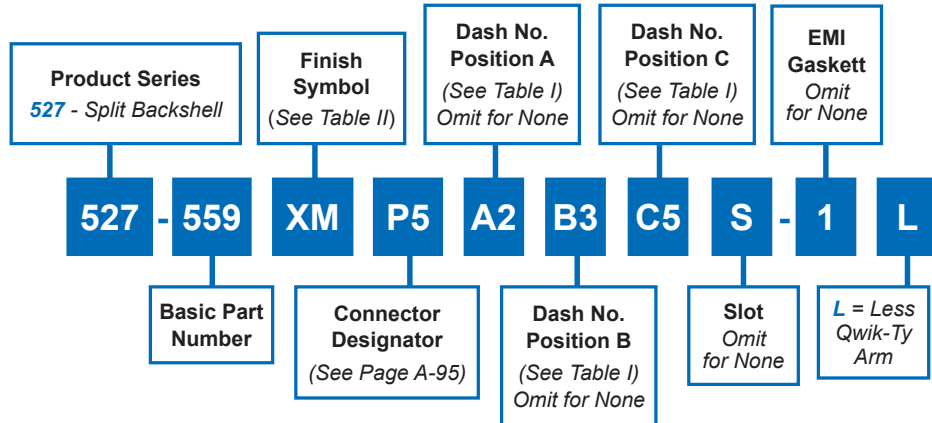 Product Series
527 - Split Backshell
Finish
Symbol
(See Table II)
Dash No.
Position A
(See Table I)
Omit for None
Dash No.
Position C
(See Table I)
Omit for None
EMI
Gaskett
Omit
for None
527 - 559 XM P5 A2 B3 C5 S - 1 L
Basic Part
Number
Connector
Designator
(See Page A-95)
Dash No.
Position B
(See Table I)
Omit for None
Slot
Omit
for None
L = Less
Qwik-Ty
Arm